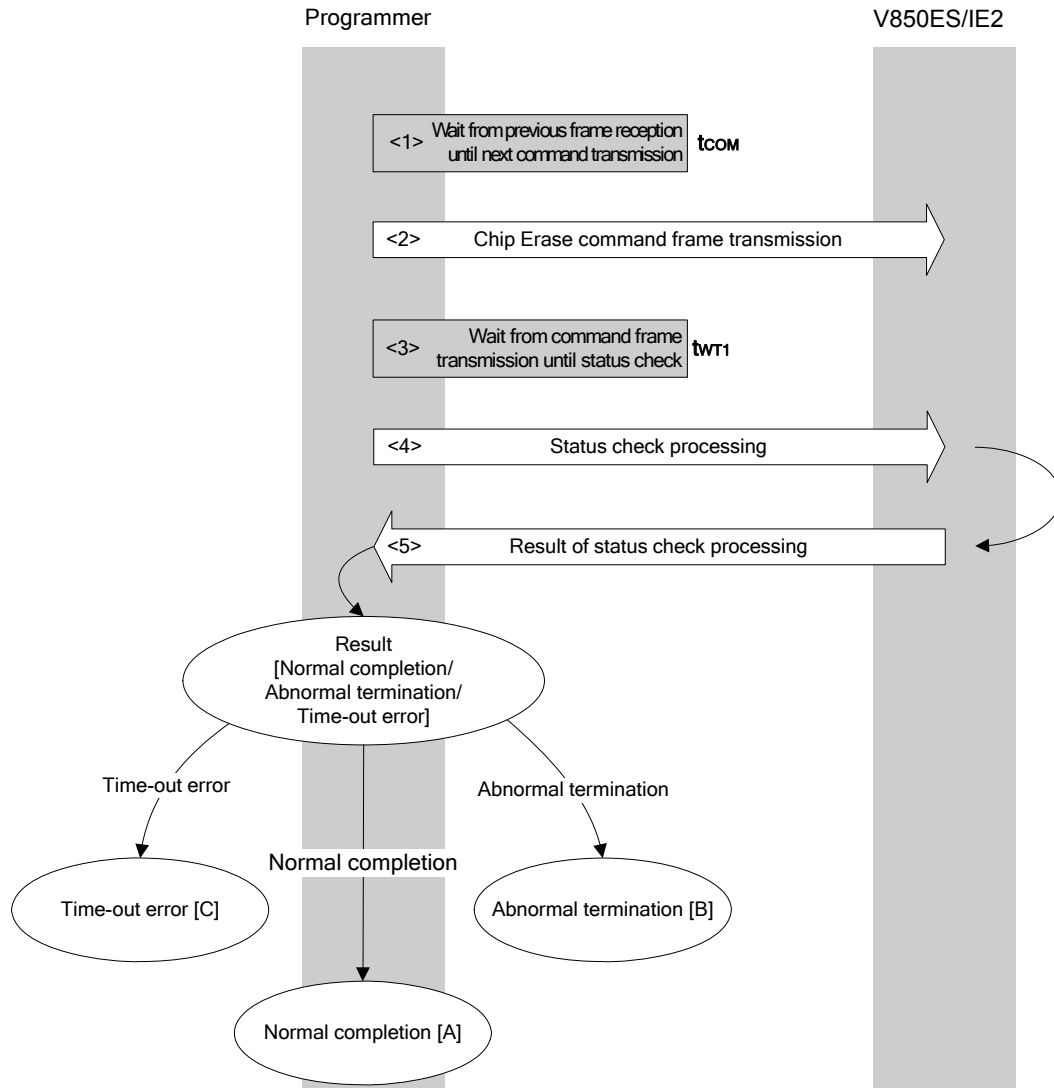 Programmer
V850ES/IE2
<1> Wait from previous frame reception
until next command transmission
tCOM
<2> Chip Erase command frame transmission
<3> Wait from command frame
transmission until status check
tWT1
<4> Status check processing
<5> Result of status check processing
Result
[Normal completion/
Abnormal termination/
Time-out error]
Time-out error
Abnormal termination
Normal completion
Time-out error [C]
Abnormal termination [B]
Normal completion [A]